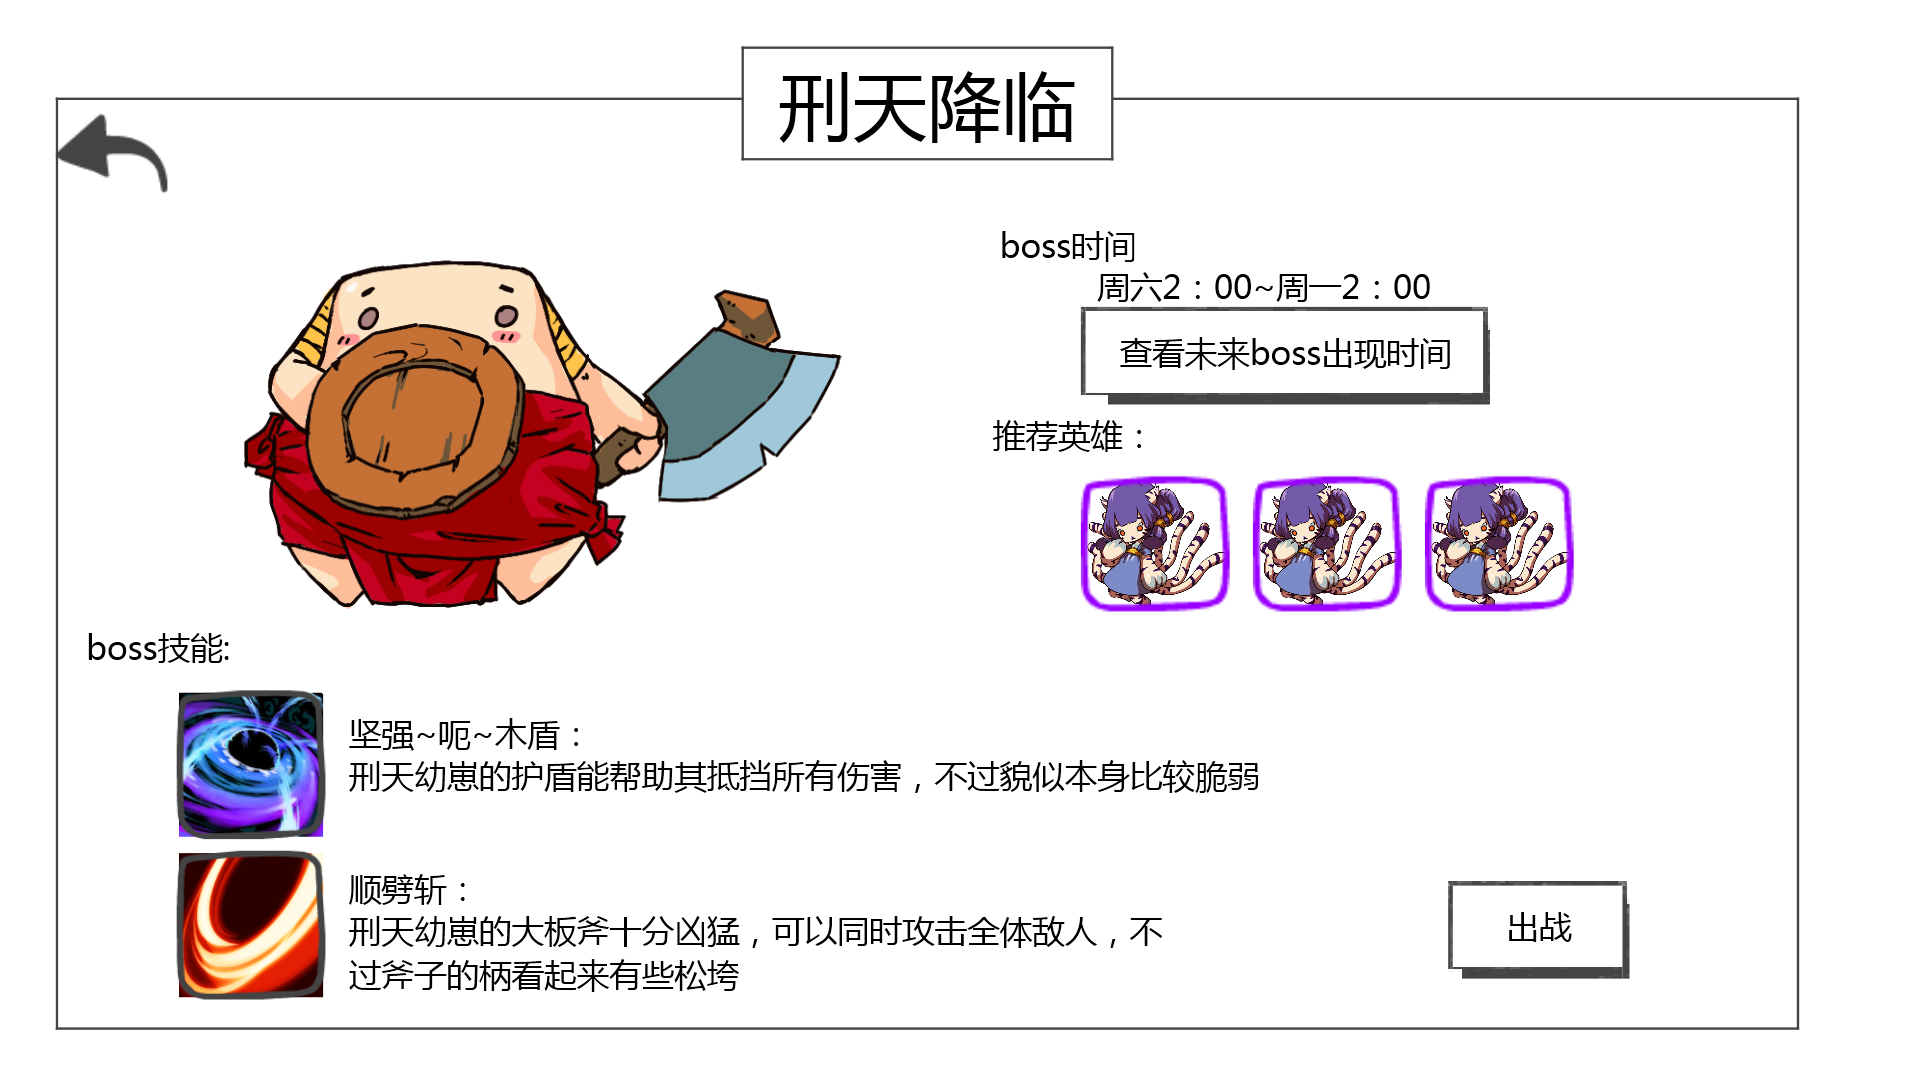 刑天降临
boss时间
周六2：00~周一2：00
查看未来boss出现时间
推荐英雄：
boss技能:
坚强~呃~木盾：
刑天幼崽的护盾能帮助其抵挡所有伤害，不过貌似本身比较脆弱
顺劈斩：
刑天幼崽的大板斧十分凶猛，可以同时攻击全体敌人，不
过斧子的柄看起来有些松垮
出战